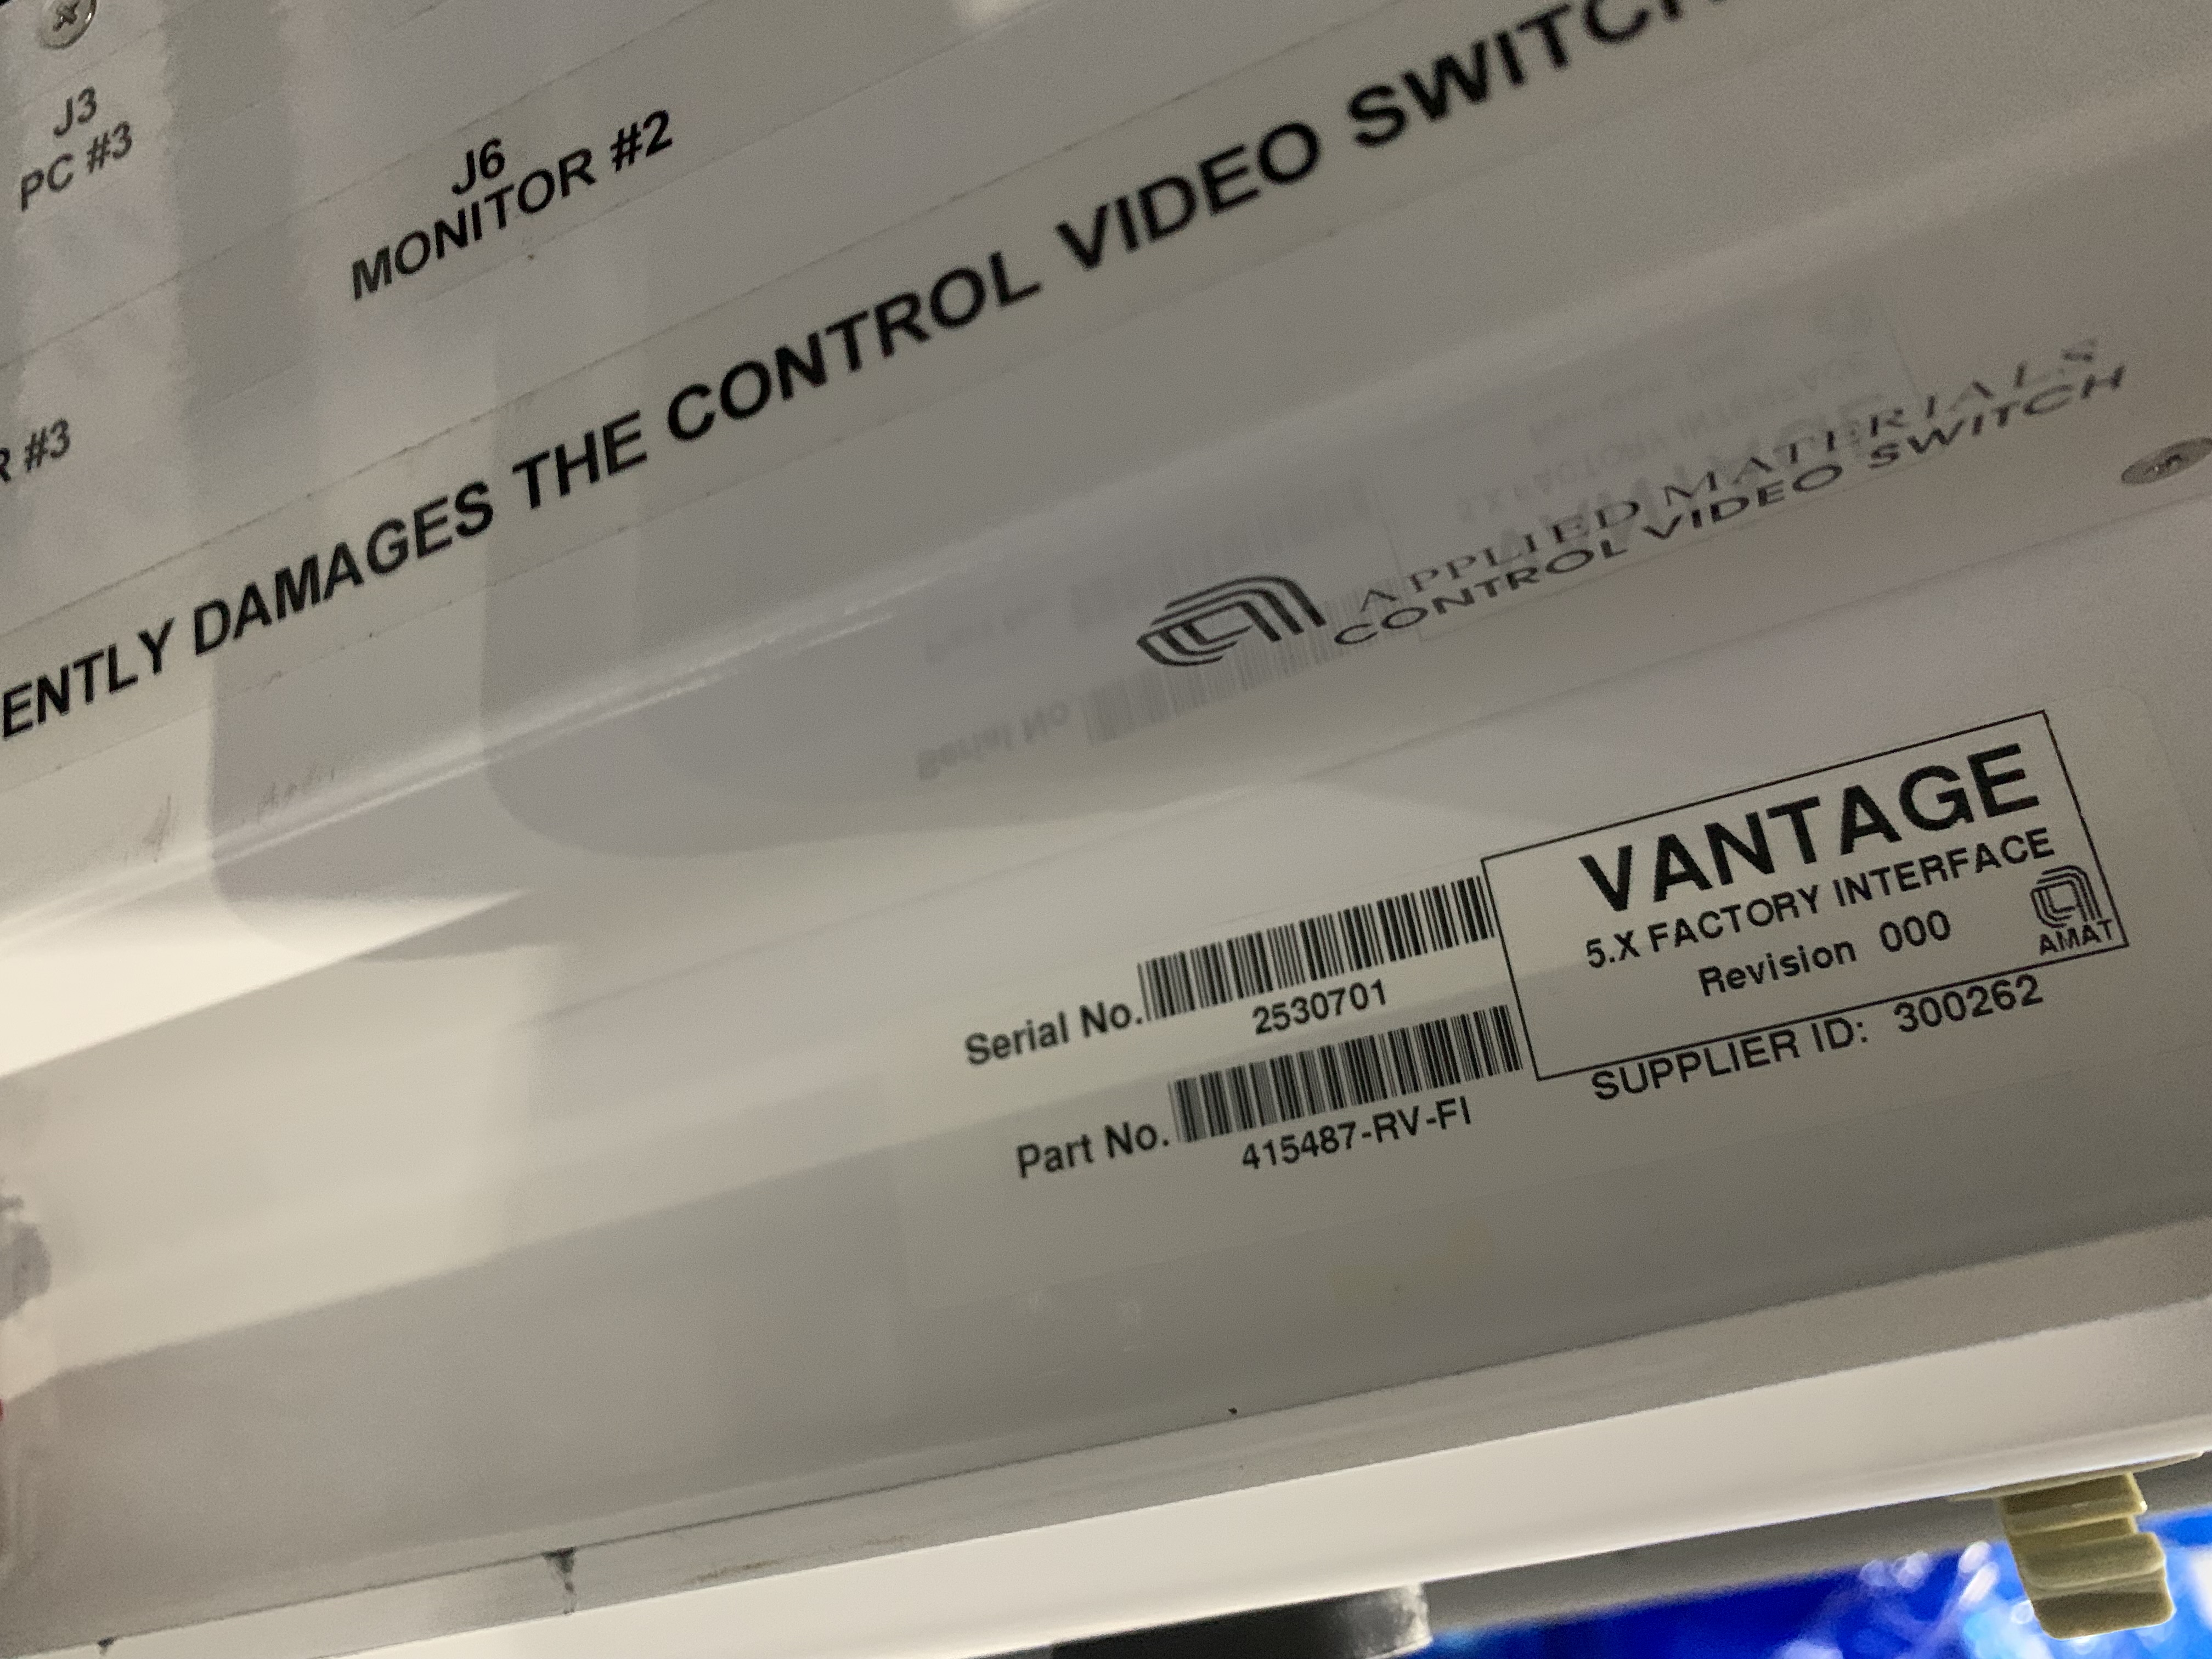 J3
PC #3
J6
MONITOR #2
R #3
ENTLY DAMAGES THE CONTROL VIDEO SWITCH
APPLIED MATERIALS
CONTROL VIDEO SWITCH
Serial No.
2530701
Part No.
415487-RV-FI
VANTAGE
5.X FACTORY INTERFACE
Revision 000
AMAT
SUPPLIER ID: 300262